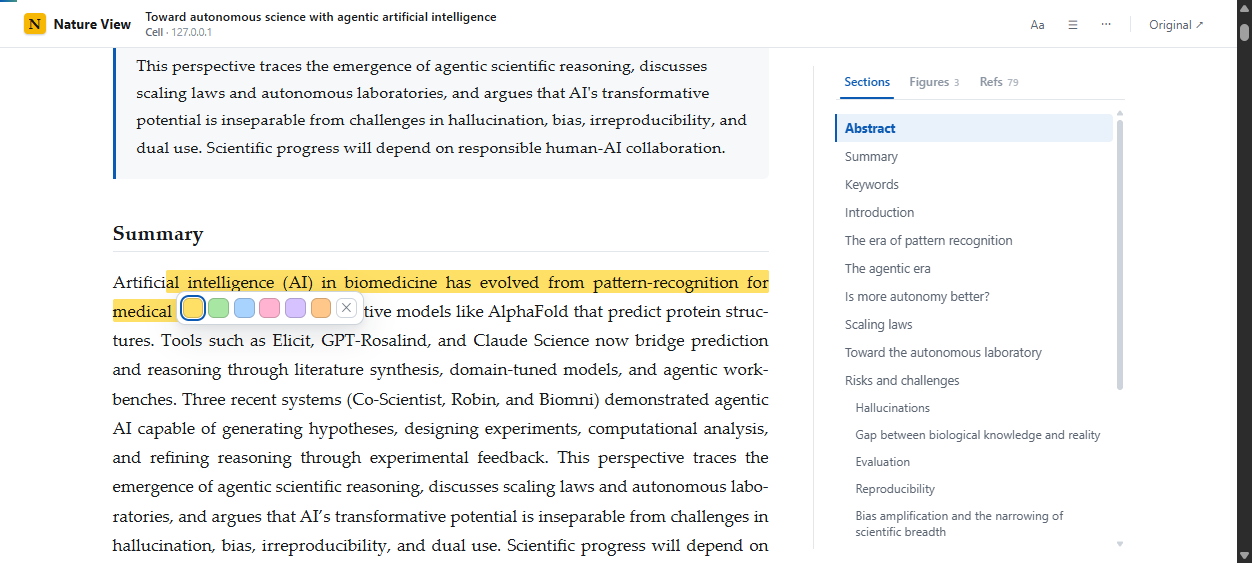 N Nature View
Toward autonomous science with agentic artificial intelligence
Cell · 127.0.0.1
Aa
Original ↗
This perspective traces the emergence of agentic scientific reasoning, discusses
scaling laws and autonomous laboratories, and argues that AI's transformative
potential is inseparable from challenges in hallucination, bias, irreproducibility, and
dual use. Scientific progress will depend on responsible human-AI collaboration.
Summary
Artificial intelligence (AI) in biomedicine has evolved from pattern-recognition for
medical tive models like AlphaFold that predict protein struc-
tures. Tools such as Elicit, GPT-Rosalind, and Claude Science now bridge prediction
and reasoning through literature synthesis, domain-tuned models, and agentic work-
benches. Three recent systems (Co-Scientist, Robin, and Biomni) demonstrated agentic
AI capable of generating hypotheses, designing experiments, computational analysis,
and refining reasoning through experimental feedback. This perspective traces the
emergence of agentic scientific reasoning, discusses scaling laws and autonomous labo-
ratories, and argues that AI’s transformative potential is inseparable from challenges in
hallucination, bias, irreproducibility, and dual use. Scientific progress will depend on
Sections Figures 3 Refs 79
Abstract
Summary
Keywords
Introduction
The era of pattern recognition
The agentic era
Is more autonomy better?
Scaling laws
Toward the autonomous laboratory
Risks and challenges
Hallucinations
Gap between biological knowledge and reality
Evaluation
Reproducibility
Bias amplification and the narrowing of
scientific breadth